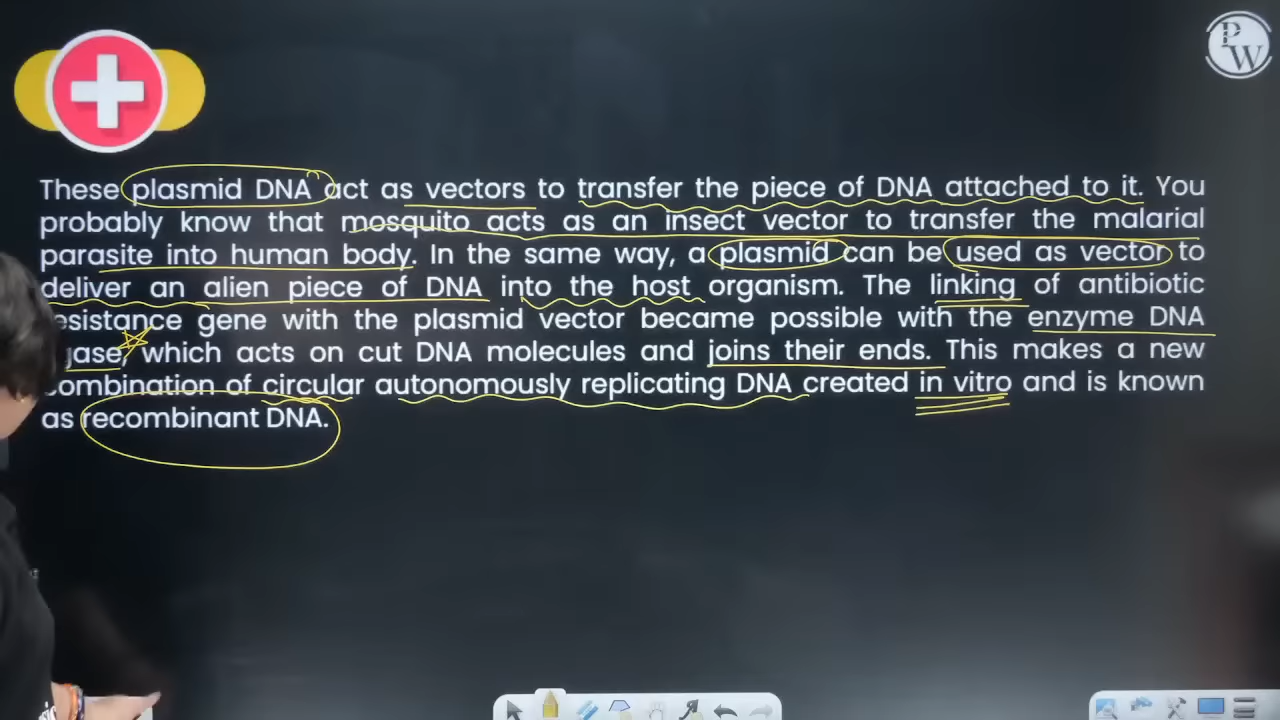 PW
These plasmid DNA act as vectors to transfer the piece of DNA attached to it. You
probably know that mosquito acts as an insect vector to transfer the malarial
parasite into human body. In the same way, a plasmid can be used as vector to
deliver an alien piece of DNA into the host organism. The linking of antibiotic
esistance gene with the plasmid vector became possible with the enzyme DNA
gase, which acts on cut DNA molecules and joins their ends. This makes a new
combination of circular autonomously replicating DNA created in vitro and is known
as recombinant DNA.